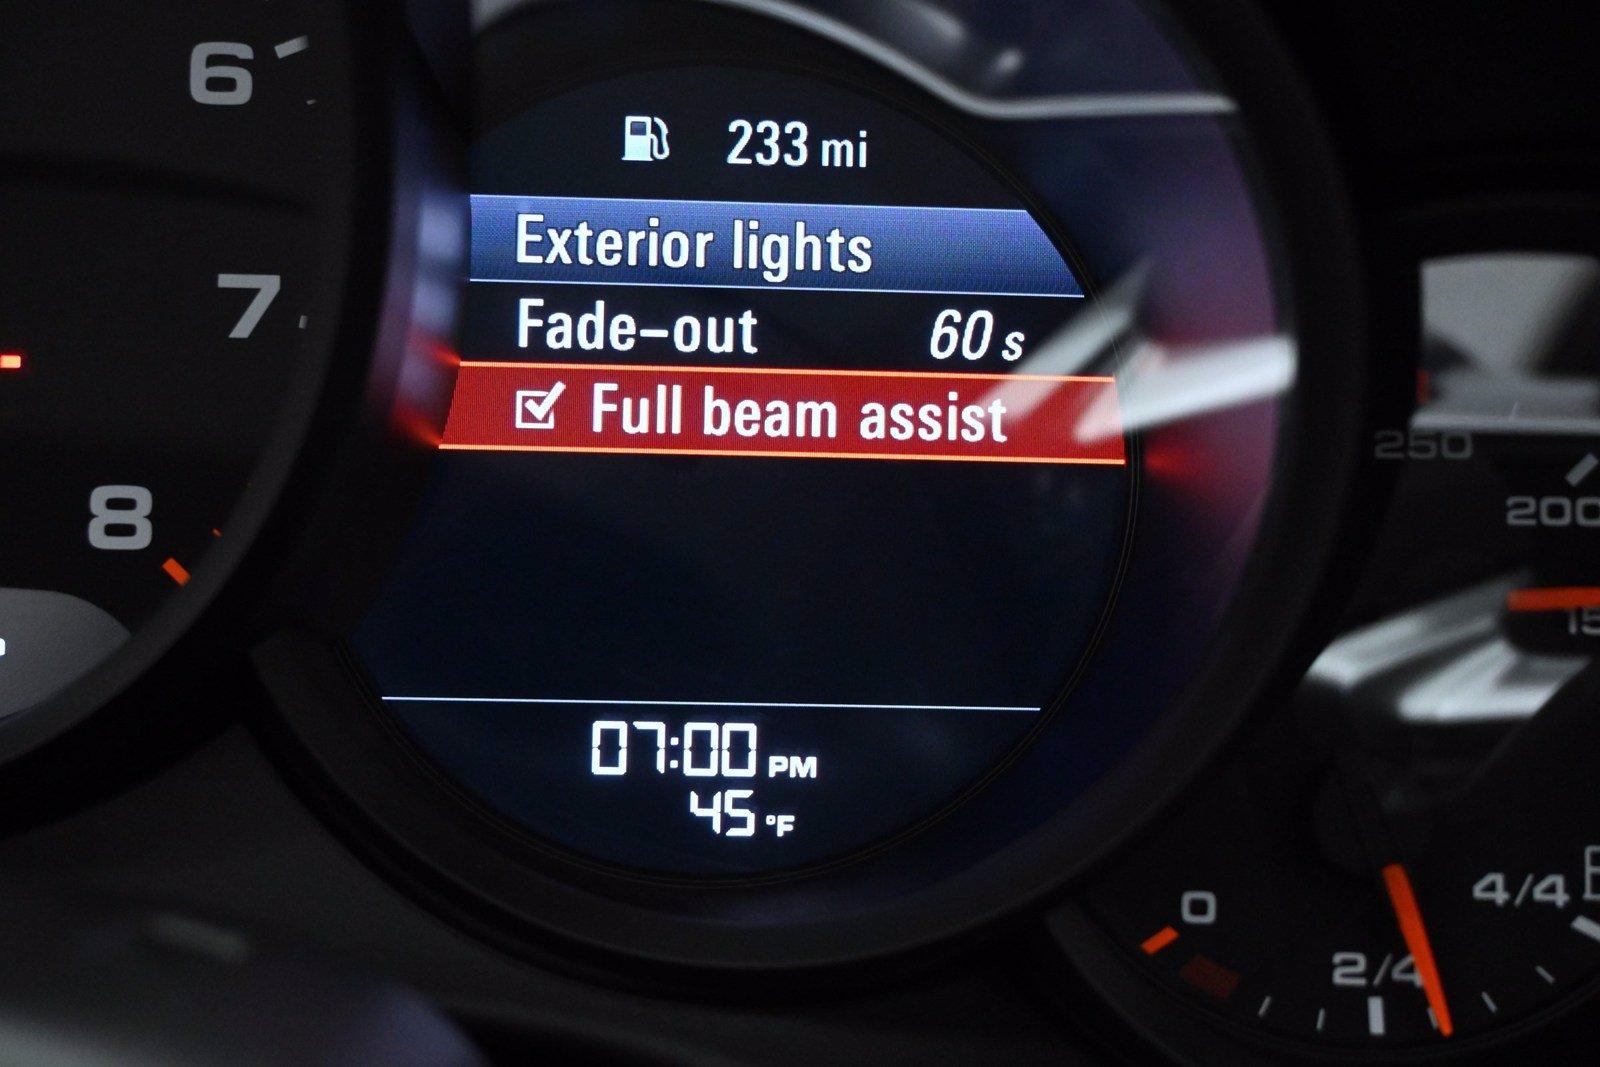 6
7
8
233 mi
Exterior lights
Fade-out 60 s
Full beam assist
07:00 PM
45 °F
250
200
15
0
2/4
4/4